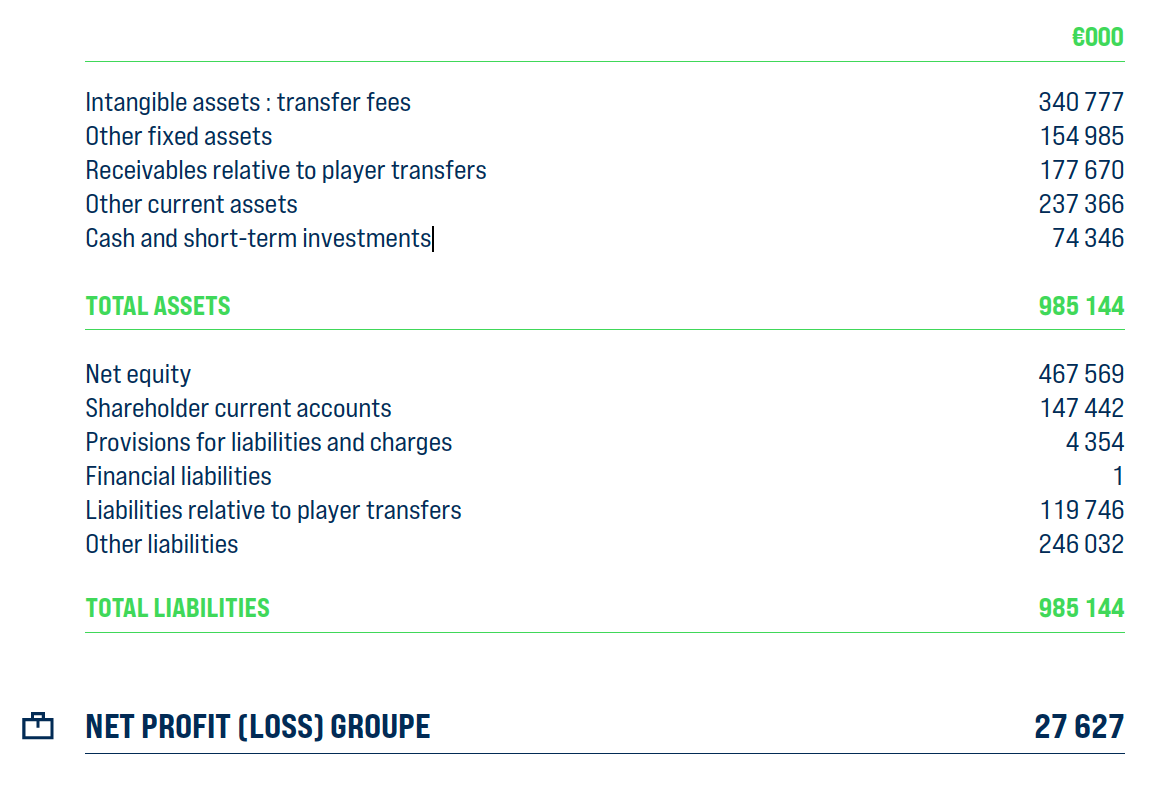 €000
Intangible assets : transfer fees 340 777
Other fixed assets 154 985
Receivables relative to player transfers 177 670
Other current assets 237 366
Cash and short-term investments 74 346
TOTAL ASSETS 985 144
Net equity 467 569
Shareholder current accounts 147 442
Provisions for liabilities and charges 4 354
Financial liabilities 1
Liabilities relative to player transfers 119 746
Other liabilities 246 032
TOTAL LIABILITIES 985 144
NET PROFIT (LOSS) GROUPE 27 627